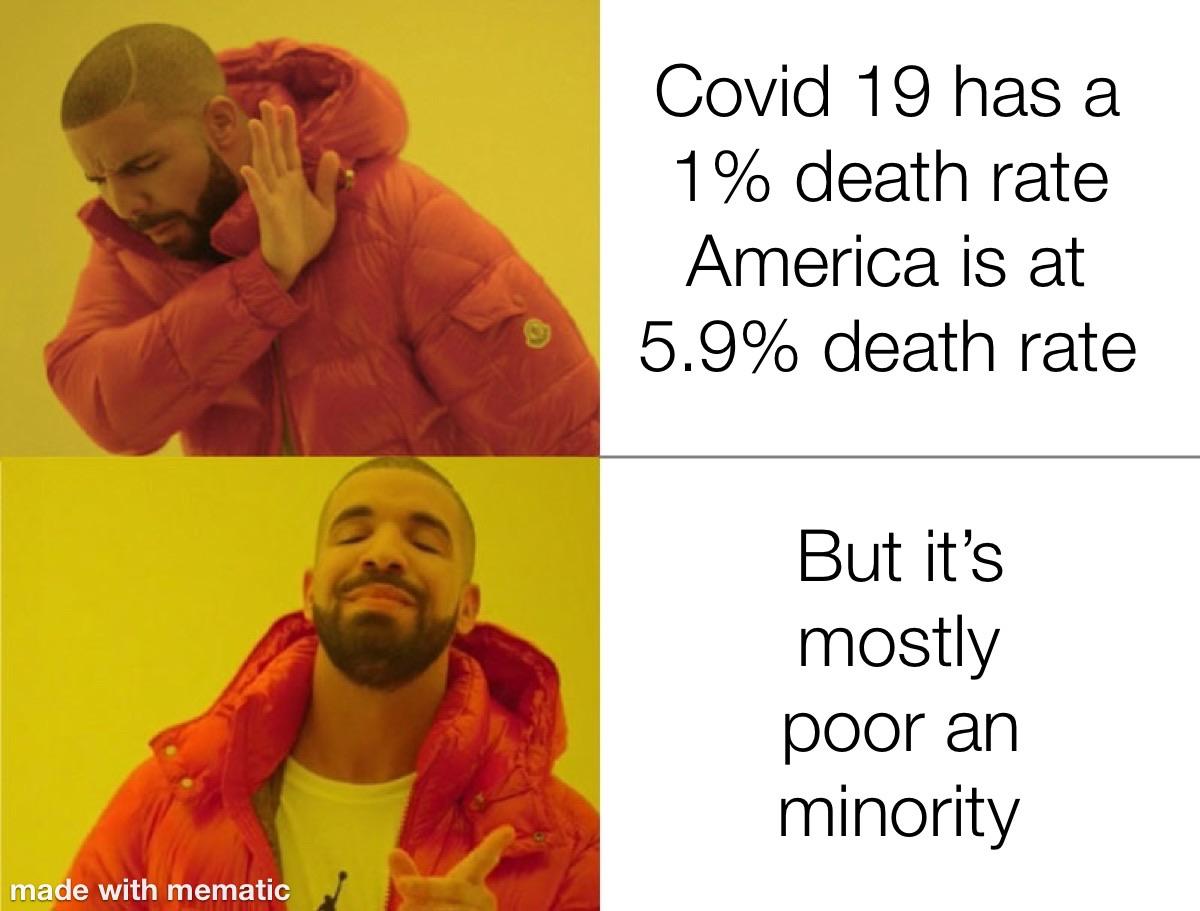 Covid 19 has a
1% death rate
America is at
5.9% death rate
But it's
mostly
poor an
minority
made with mematic